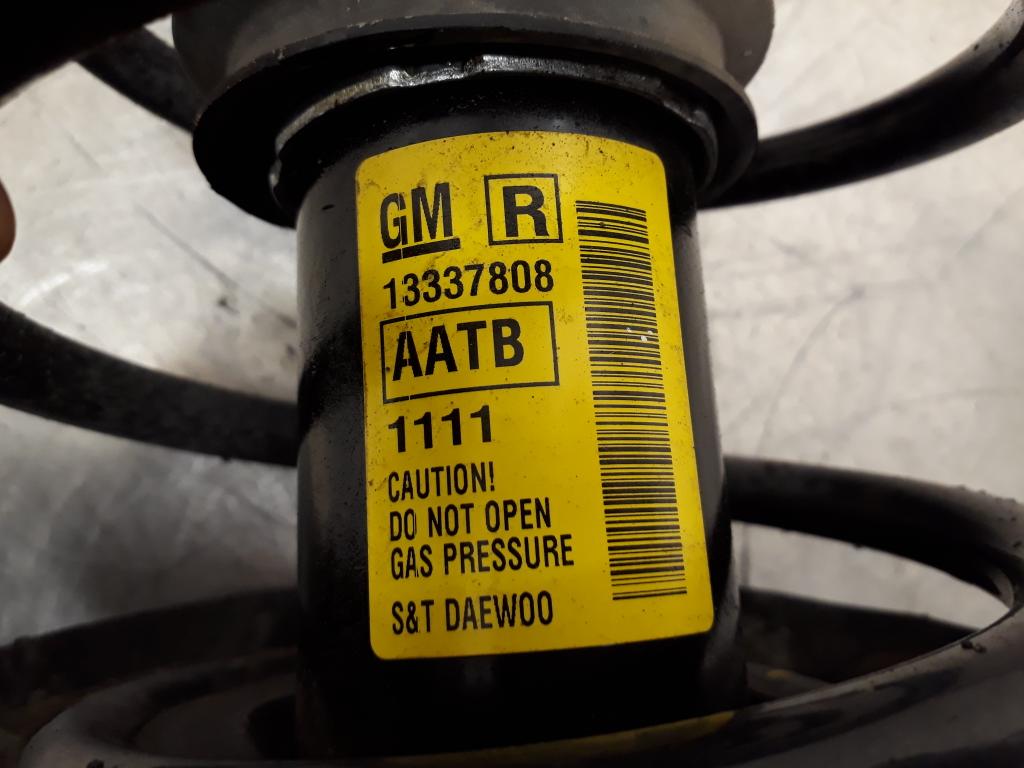 GM R
13337808
AATB
1111
CAUTION!
DO NOT OPEN
GAS PRESSURE
S&T DAEWOO